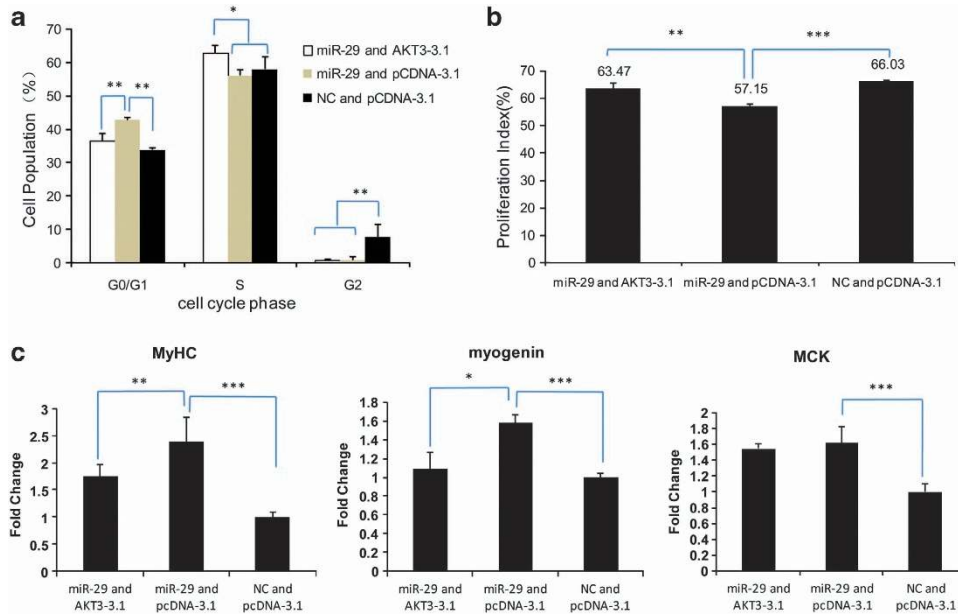 a
70
60
50
40
30
20
10
0
Cell Population (%)
*
**
**
**
miR-29 and AKT3-3.1
miR-29 and pCDNA-3.1
NC and pCDNA-3.1
G0/G1
S
G2
cell cycle phase
b
70
60
50
40
30
20
10
0
Proliferation Index(%)
**
***
63.47
57.15
66.03
miR-29 and AKT3-3.1
miR-29 and pCDNA-3.1
NC and pCDNA-3.1
c
MyHC
**
***
3
2.5
2
1.5
1
0.5
0
Fold Change
miR-29 and AKT3-3.1
miR-29 and pcDNA-3.1
NC and pcDNA-3.1
myogenin
*
***
1.8
1.6
1.4
1.2
1
0.8
0.6
0.4
0.2
0
Fold Change
miR-29 and AKT3-3.1
miR-29 and pcDNA-3.1
NC and pcDNA-3.1
MCK
***
2
1.8
1.6
1.4
1.2
1
0.8
0.6
0.4
0.2
0
Fold Change
miR-29 and AKT3-3.1
miR-29 and pcDNA-3.1
NC and pcDNA-3.1